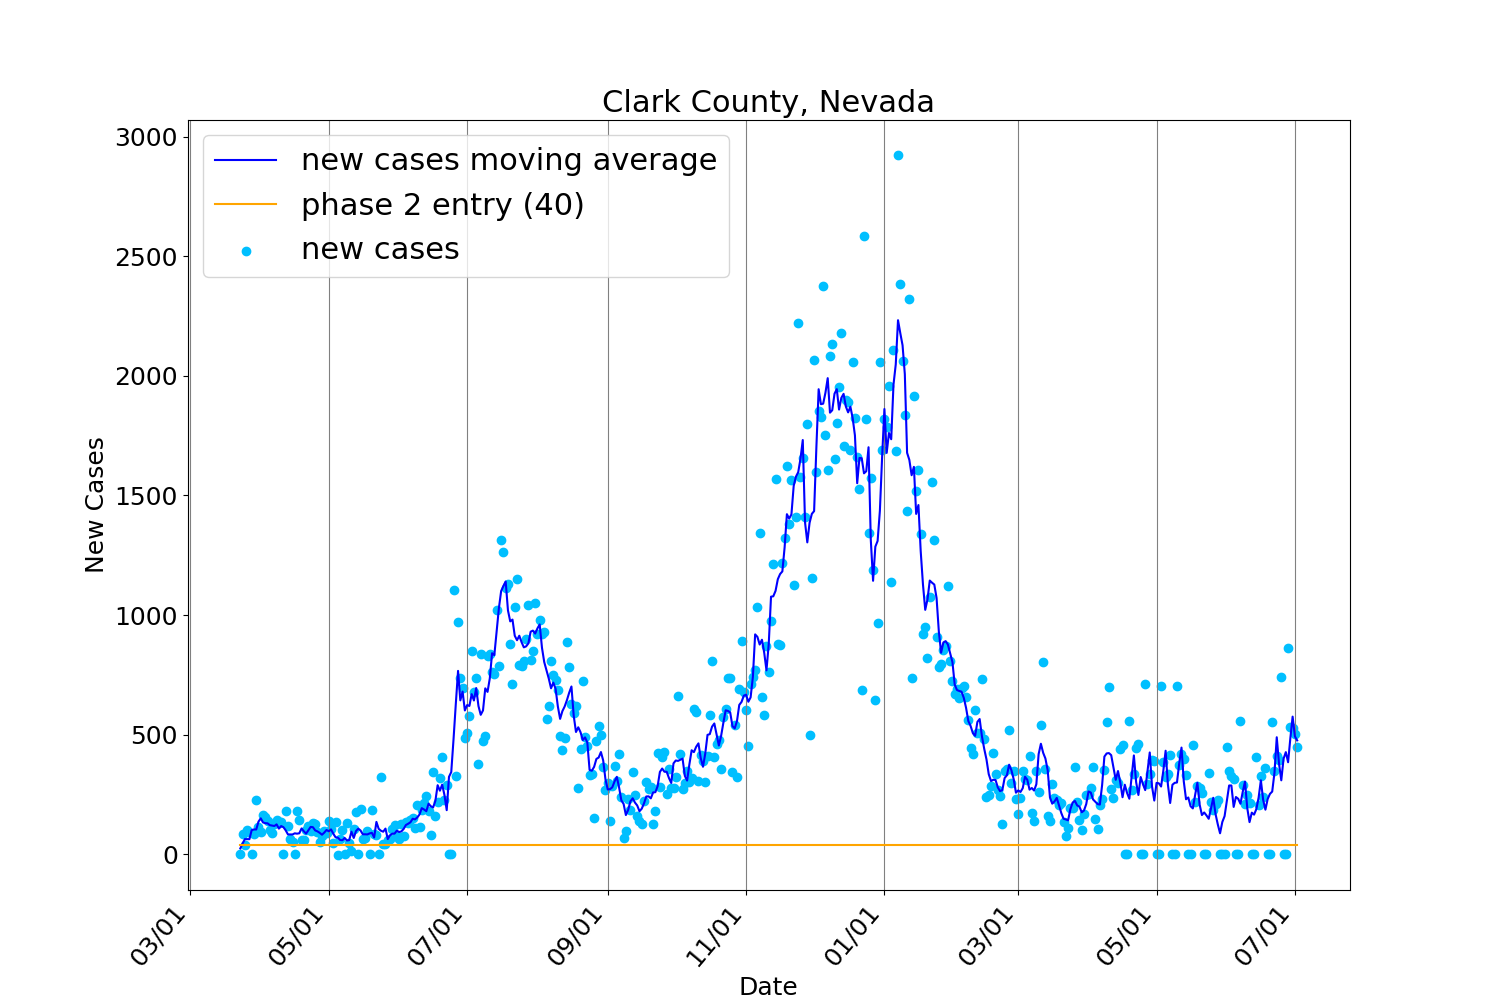 Clark County, Nevada
new cases moving average
phase 2 entry (40)
new cases
3000
2500
2000
1500
1000
500
0
New Cases
03/01
05/01
07/01
09/01
11/01
01/01
03/01
05/01
07/01
Date